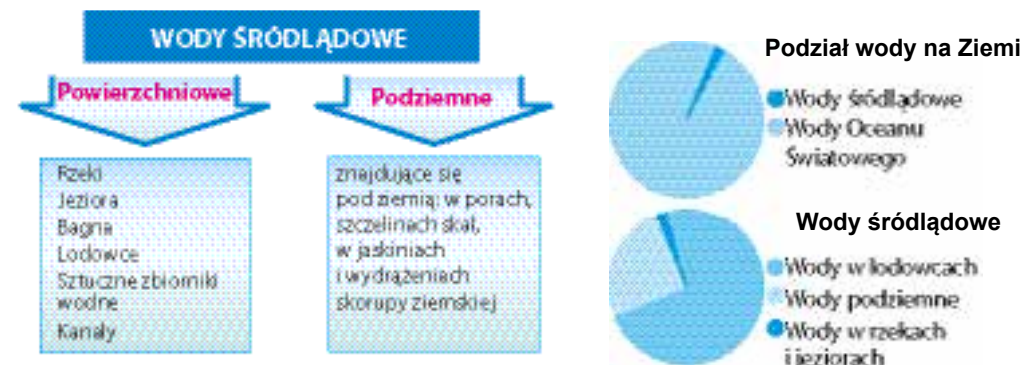 WODY ŚRÓDLĄDOWE
Powierzchniowe
Rzeki
Jeziora
Bagna
Lodowce
Sztuczne zbiorniki
wodne
Kanały
Podziemne
znajdujące się
pod ziemią: w porach,
szczelinach skał,
w jaskiniach
i wydrążeniach
skorupy ziemskiej
Podział wody na Ziemi
Wody śródlądowe
Wody Oceanu
Światowego
Wody śródlądowe
Wody w lodowcach
Wody podziemne
Wody w rzekach
i jeziorach